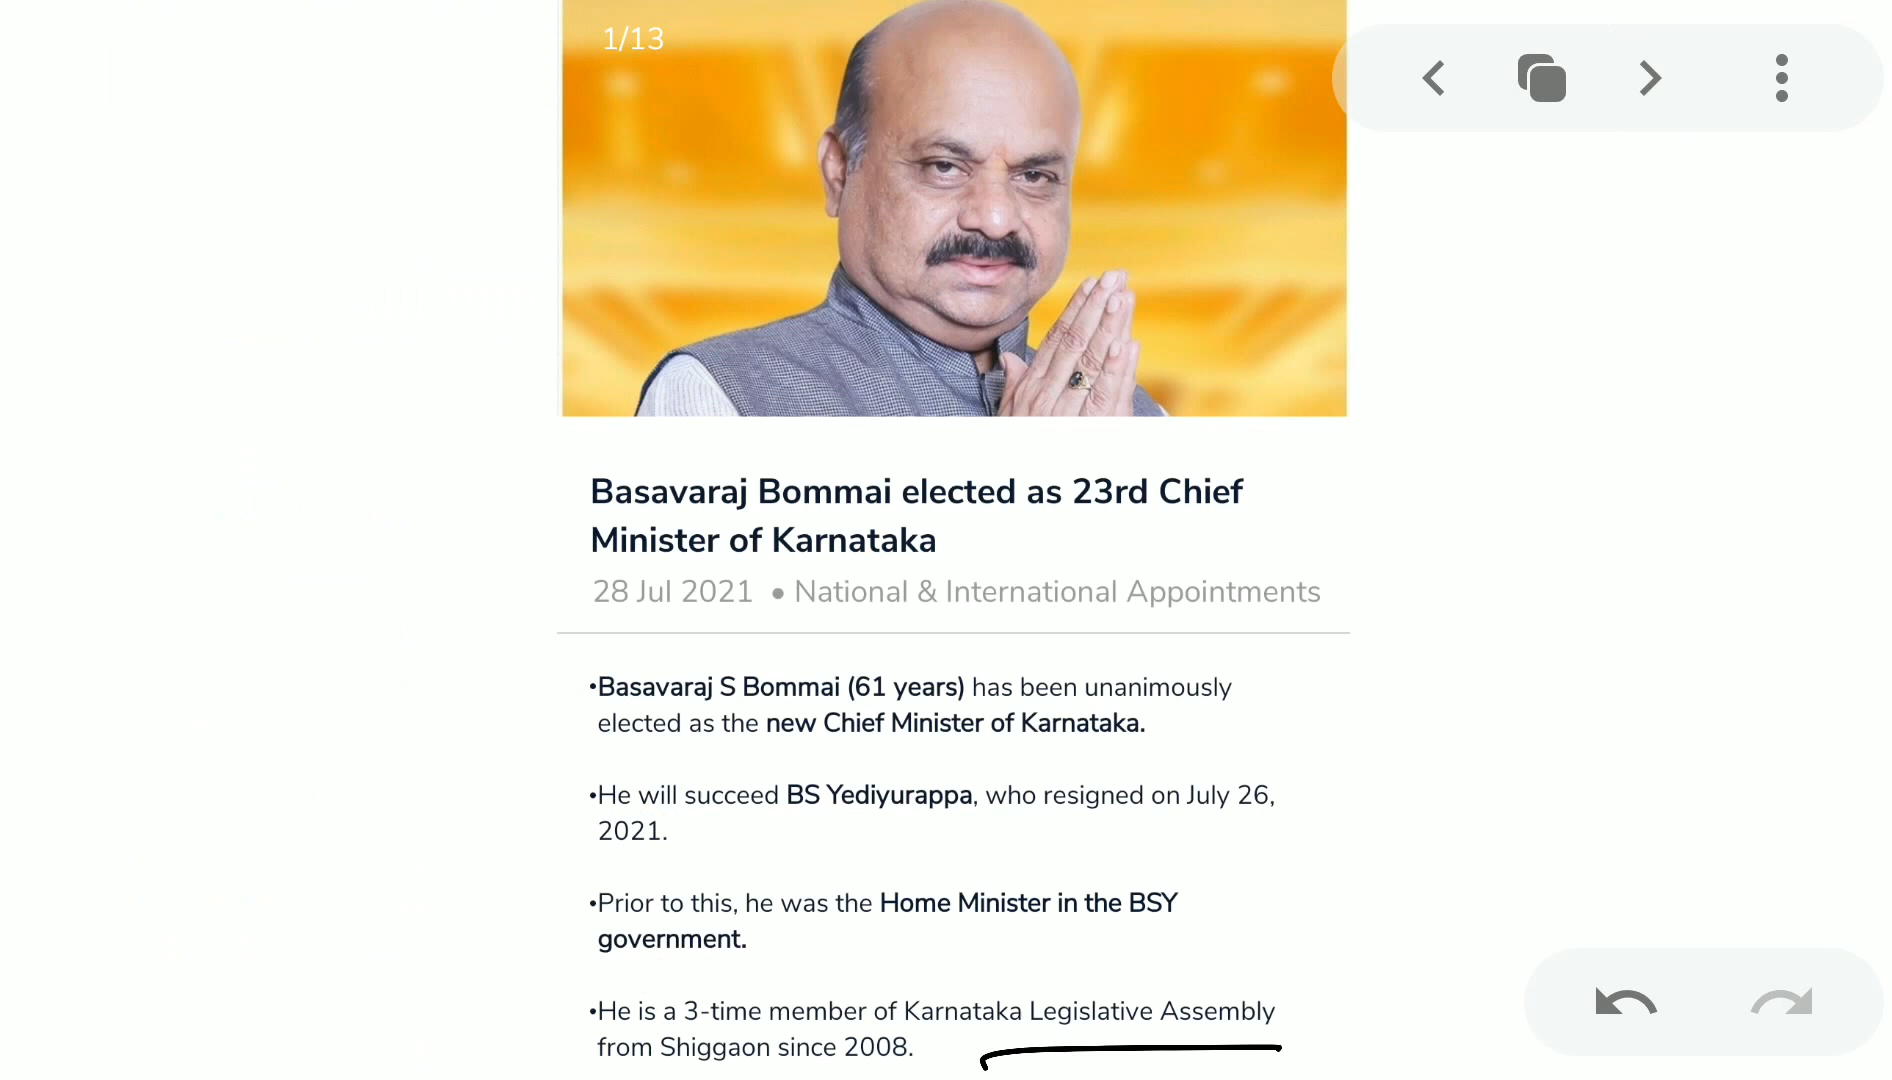 1/13
Basavaraj Bommai elected as 23rd Chief
Minister of Karnataka
28 Jul 2021 • National & International Appointments
•Basavaraj S Bommai (61 years) has been unanimously
elected as the new Chief Minister of Karnataka.
•He will succeed BS Yediyurappa, who resigned on July 26,
2021.
•Prior to this, he was the Home Minister in the BSY
government.
•He is a 3-time member of Karnataka Legislative Assembly
from Shiggaon since 2008.